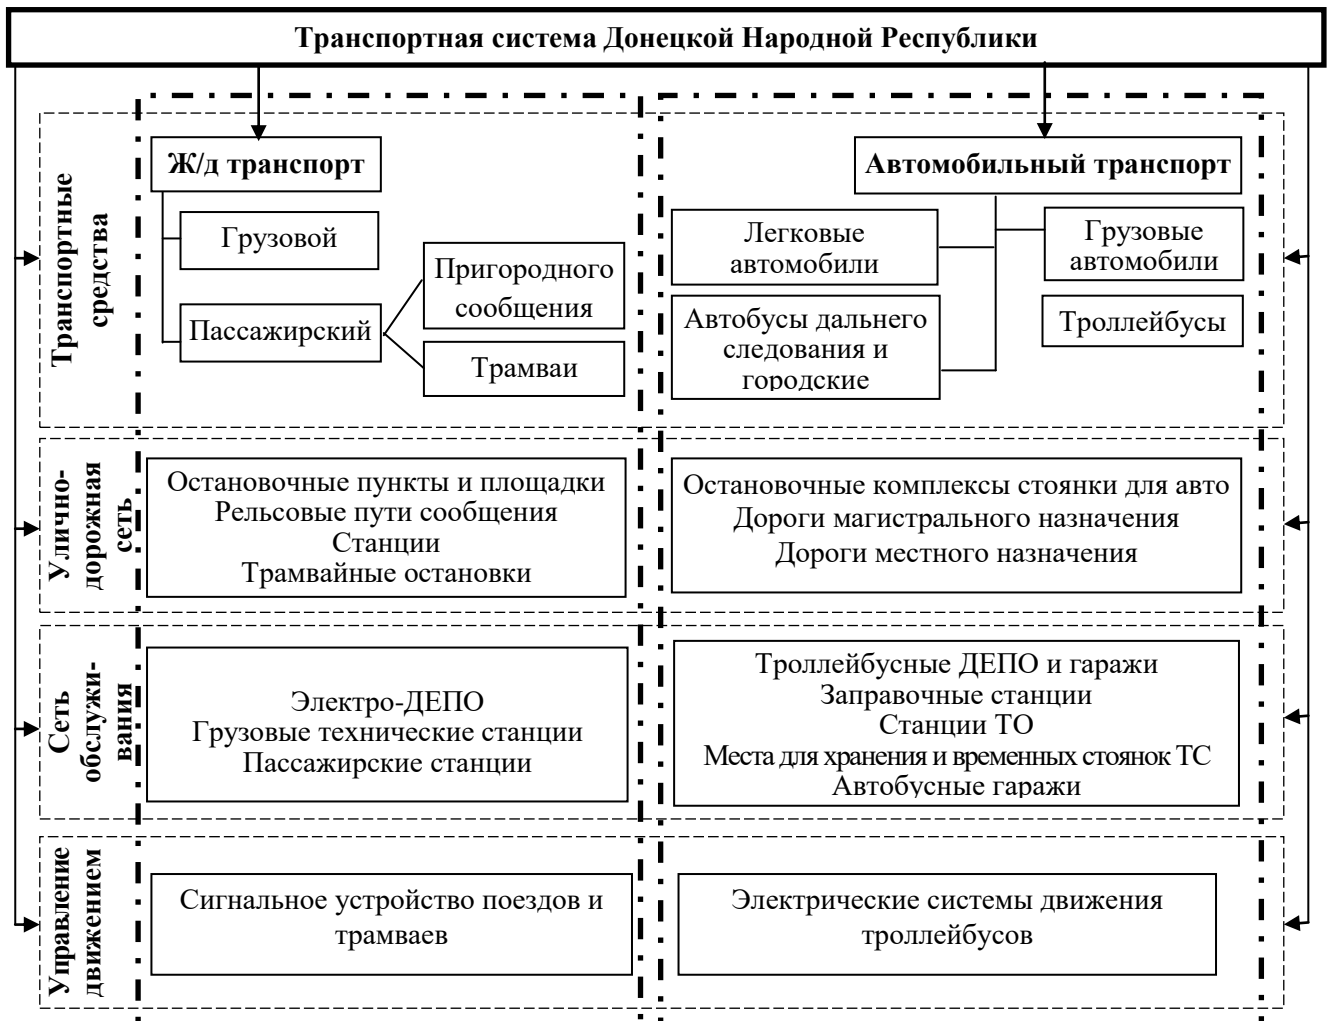 Транспортная система Донецкой Народной Республики
Транспортные
средства
Ж/д транспорт
Грузовой
Пассажирский
Пригородного
сообщения
Трамваи
Автомобильный транспорт
Легковые
автомобили
Грузовые
автомобили
Автобусы дальнего
следования и
городские
Троллейбусы
Улично-
дорожная
сеть
Остановочные пункты и площадки
Рельсовые пути сообщения
Станции
Трамвайные остановки
Остановочные комплексы стоянки для авто
Дороги магистрального назначения
Дороги местного назначения
Сеть
обслужи-
вания
Электро-ДЕПО
Грузовые технические станции
Пассажирские станции
Троллейбусные ДЕПО и гаражи
Заправочные станции
Станции ТО
Места для хранения и временных стоянок ТС
Автобусные гаражи
Управление
движением
Сигнальное устройство поездов и
трамваев
Электрические системы движения
троллейбусов